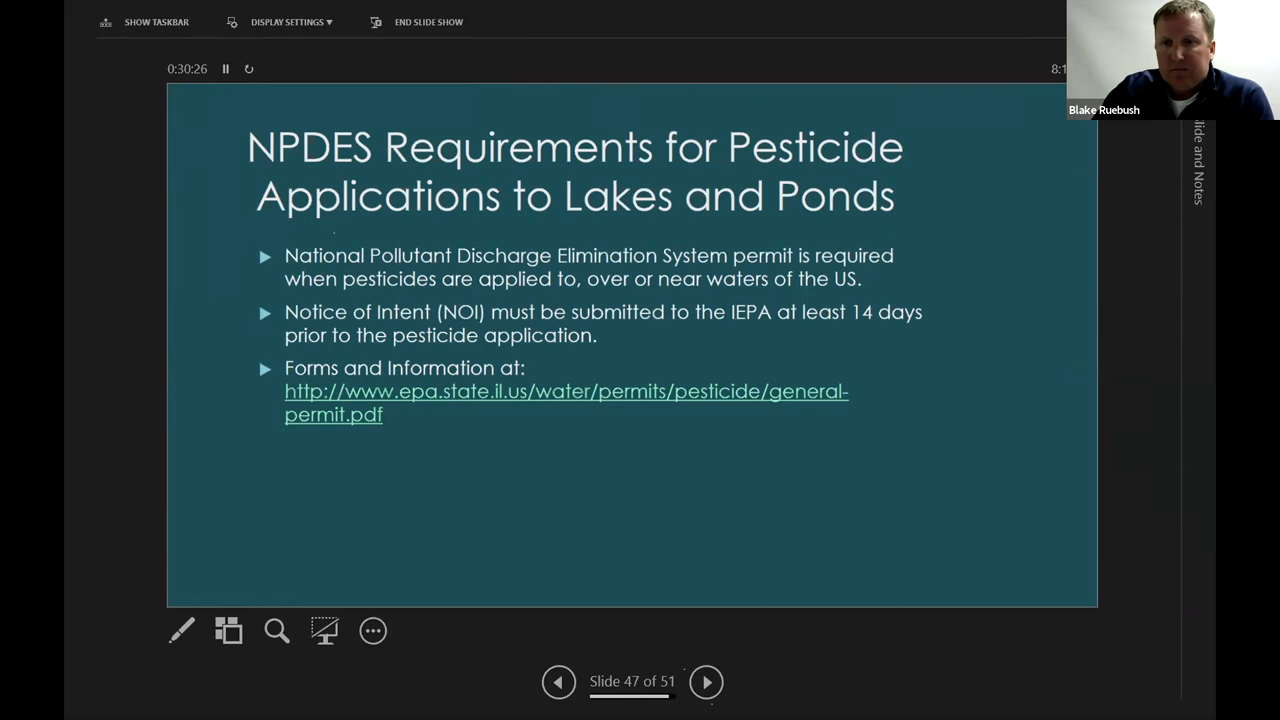 SHOW TASKBAR DISPLAY SETTINGS ▼ END SLIDE SHOW
0:30:26
Blake Ruebush
NPDES Requirements for Pesticide
Applications to Lakes and Ponds
National Pollutant Discharge Elimination System permit is required
when pesticides are applied to, over or near waters of the US.
Notice of Intent (NOI) must be submitted to the IEPA at least 14 days
prior to the pesticide application.
Forms and Information at:
http://www.epa.state.il.us/water/permits/pesticide/general-
permit.pdf
and Notes
Slide 47 of 51